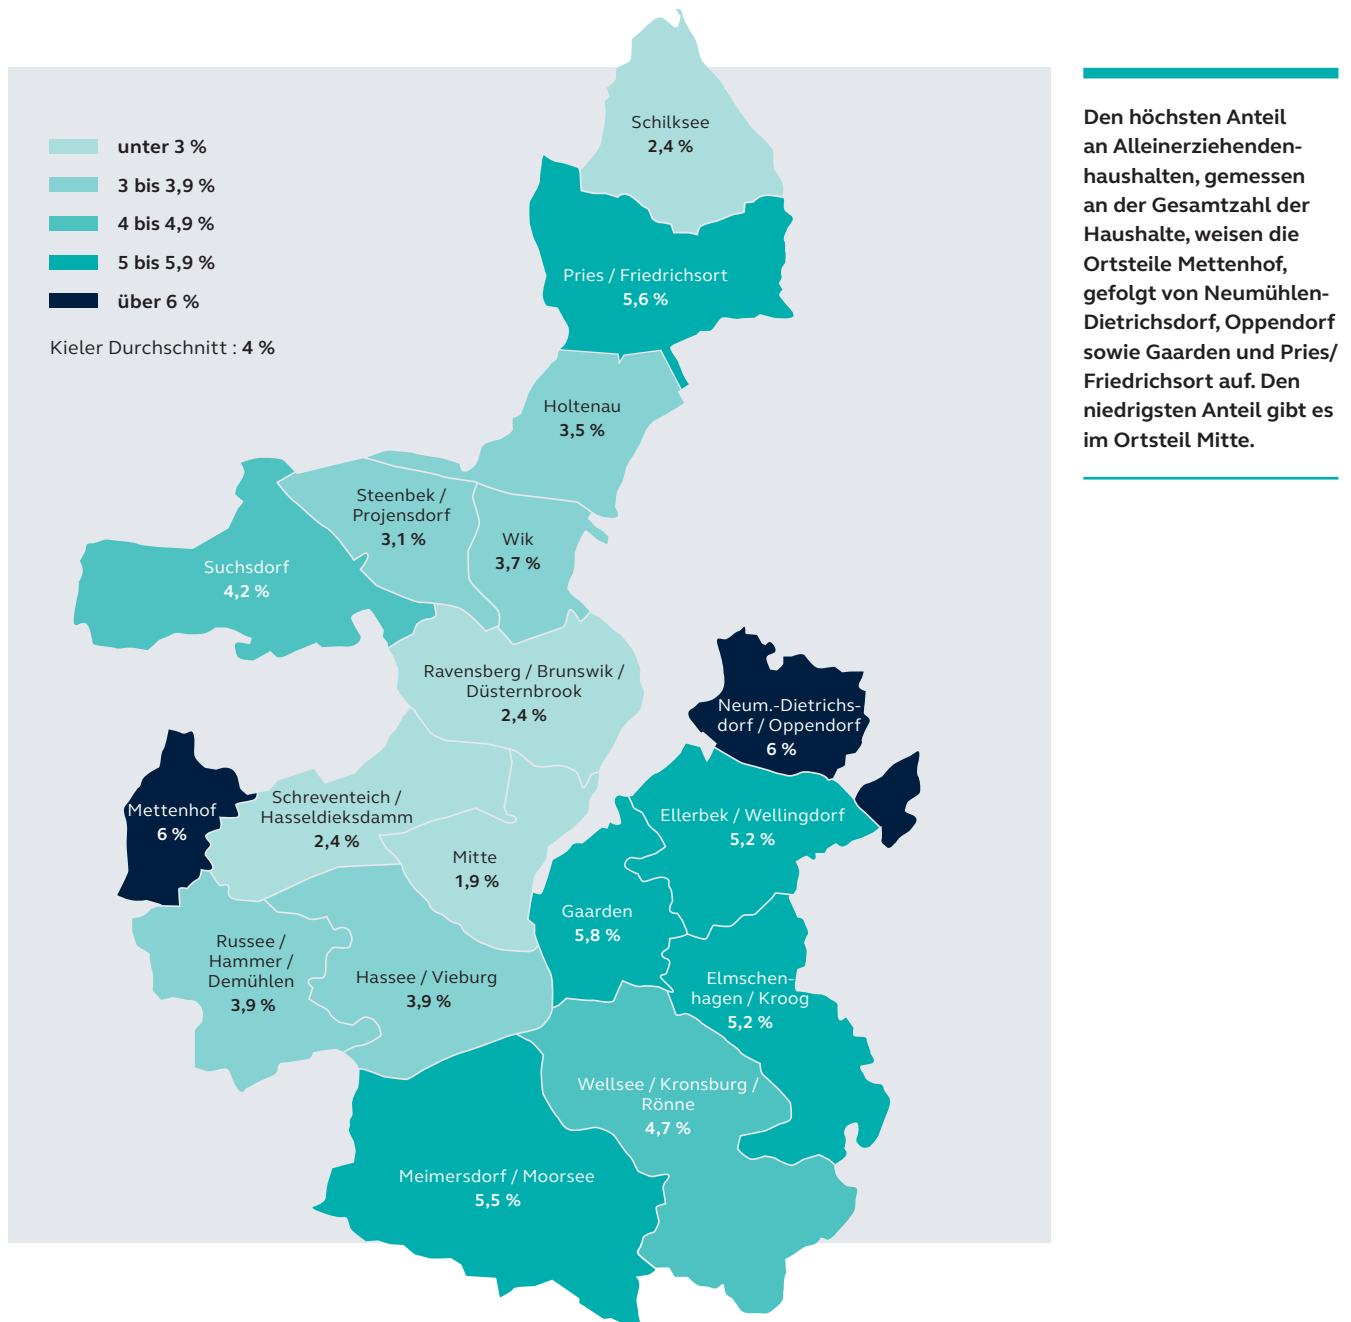 unter 3 %
3 bis 3,9 %
4 bis 4,9 %
5 bis 5,9 %
über 6 %
Kieler Durchschnitt : 4 %
Schilksee
2,4 %
Pries / Friedrichsort
5,6 %
Holtenau
3,5 %
Steenbek /
Projensdorf
3,1 %
Wik
3,7 %
Suchsdorf
4,2 %
Ravensberg / Brunswik /
Düsternbrook
2,4 %
Neum.-Dietrichs-
dorf / Oppendorf
6 %
Mettenhof
6 %
Schreventeich /
Hasseldieksdamm
2,4 %
Ellerbek / Wellingdorf
5,2 %
Mitte
1,9 %
Gaarden
5,8 %
Russee /
Hammer /
Demühlen
3,9 %
Hassee / Vieburg
3,9 %
Elmschen-
hagen / Kroog
5,2 %
Wellsee / Kronsburg /
Rönne
4,7 %
Meimersdorf / Moorsee
5,5 %
Den höchsten Anteil
an Alleinerziehenden-
haushalten, gemessen
an der Gesamtzahl der
Haushalte, weisen die
Ortsteile Mettenhof,
gefolgt von Neumühlen-
Dietrichsdorf, Oppendorf
sowie Gaarden und Pries/
Friedrichsort auf. Den
niedrigsten Anteil gibt es
im Ortsteil Mitte.